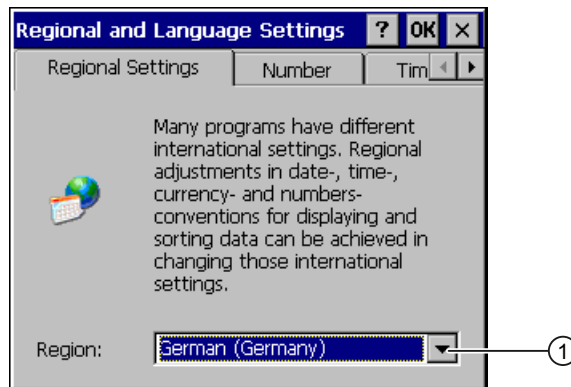 Regional and Language Settings ? OK ×
Regional Settings Number Tim
Many programs have different
international settings. Regional
adjustments in date-, time-,
currency- and numbers-
conventions for displaying and
sorting data can be achieved in
changing those international
settings.
Region: German (Germany)
1